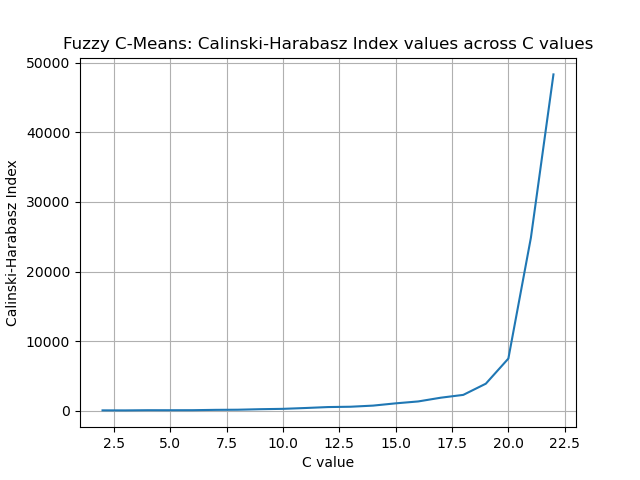 Fuzzy C-Means: Calinski-Harabasz Index values across C values
50000
40000
30000
20000
10000
0
Calinski-Harabasz Index
2.5 5.0 7.5 10.0 12.5 15.0 17.5 20.0 22.5
C value